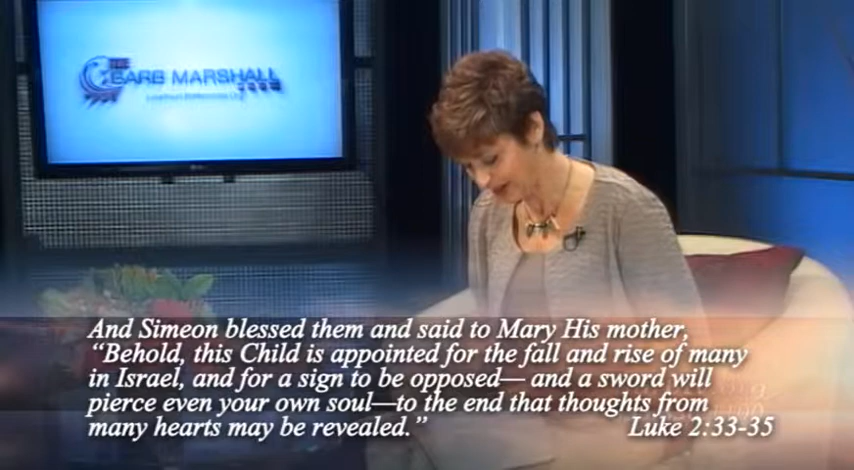 THE
BARB MARSHALL
SHOW
And Simeon blessed them and said to Mary His mother,
“Behold, this Child is appointed for the fall and rise of many
in Israel, and for a sign to be opposed— and a sword will
pierce even your own soul—to the end that thoughts from
many hearts may be revealed.”
Luke 2:33-35